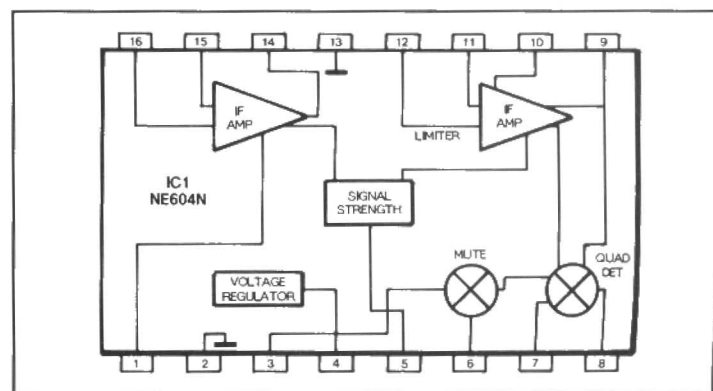 16 15 14 13 12 11 10 9
IF
AMP
IF
AMP
LIMITER
IC1
NE604N
SIGNAL
STRENGTH
MUTE
QUAD
DET
VOLTAGE
REGULATOR
1 2 3 4 5 6 7 8